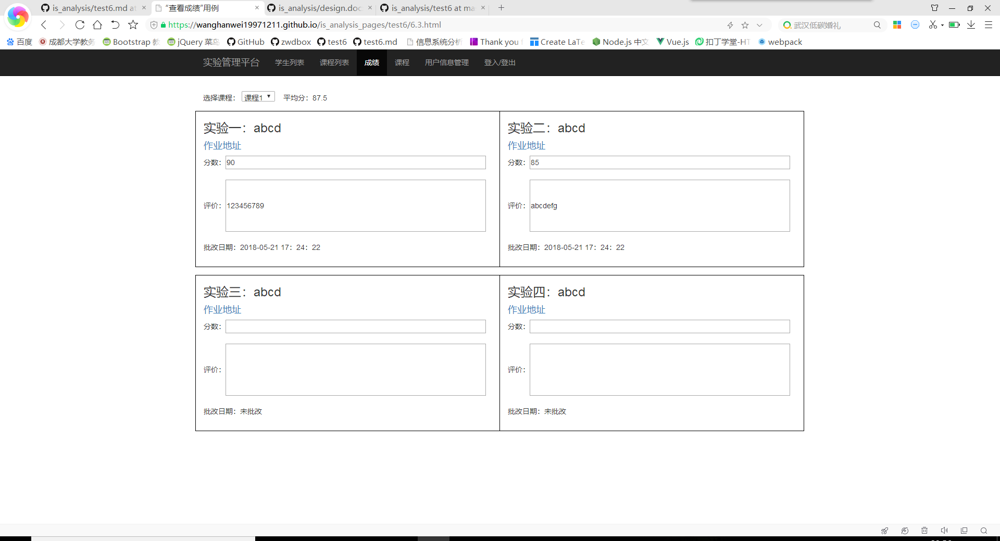 is_analysis/test6.md at
“查看成绩”用例
is_analysis/design.doc
is_analysis/test6 at ma
https://wanghanwei19971211.github.io/is_analysis_pages/test6/6.3.html
武汉低碳婚礼
百度
成都大学教务
Bootstrap 教
jQuery 菜鸟
GitHub
zwdbox
test6
test6.md
信息系统分析
Thank you f
Create LaTe
Node.js 中文
Vue.js
扣丁学堂-HT
webpack
实验管理平台
学生列表
课程列表
成绩
课程
用户信息管理
登入/登出
选择课程： 课程1 平均分：87.5
实验一：abcd
作业地址
分数：90
评价：123456789
批改日期：2018-05-21 17：24：22
实验二：abcd
作业地址
分数：85
评价：abcdefg
批改日期：2018-05-21 17：24：22
实验三：abcd
作业地址
分数：
评价：
批改日期：未批改
实验四：abcd
作业地址
分数：
评价：
批改日期：未批改